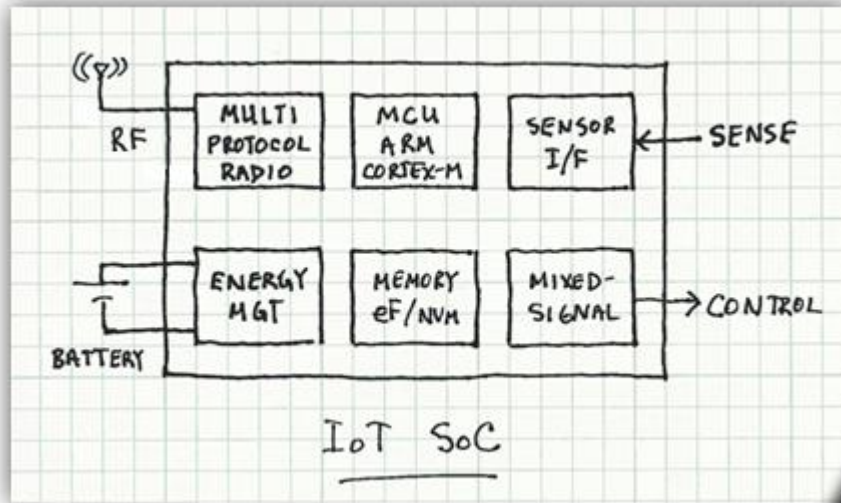 RF
MULTI
PROTOCOL
RADIO
MCU
ARM
CORTEX-M
SENSOR
I/F
SENSE
BATTERY
ENERGY
MGT
MEMORY
eF/NVM
MIXED-
SIGNAL
CONTROL
IoT SoC